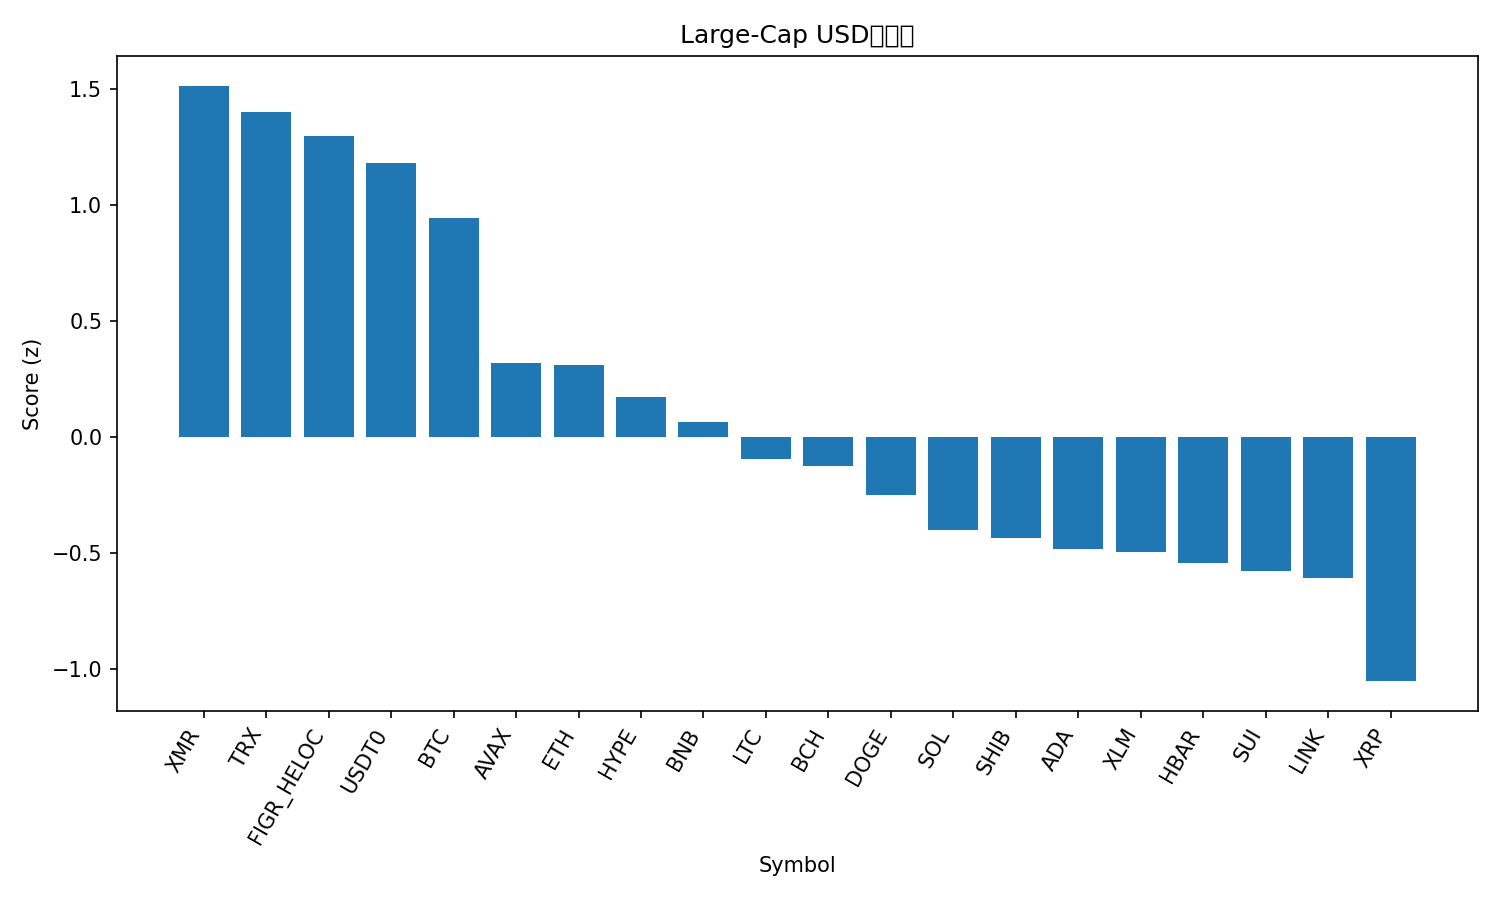 Large-Cap USD
1.5
1.0
0.5
0.0
−0.5
−1.0
Score (z)
XMR
TRX
FIGR_HELOC
USDT0
BTC
AVAX
ETH
HYPE
BNB
LTC
BCH
DOGE
SOL
SHIB
ADA
XLM
HBAR
SUI
LINK
XRP
Symbol